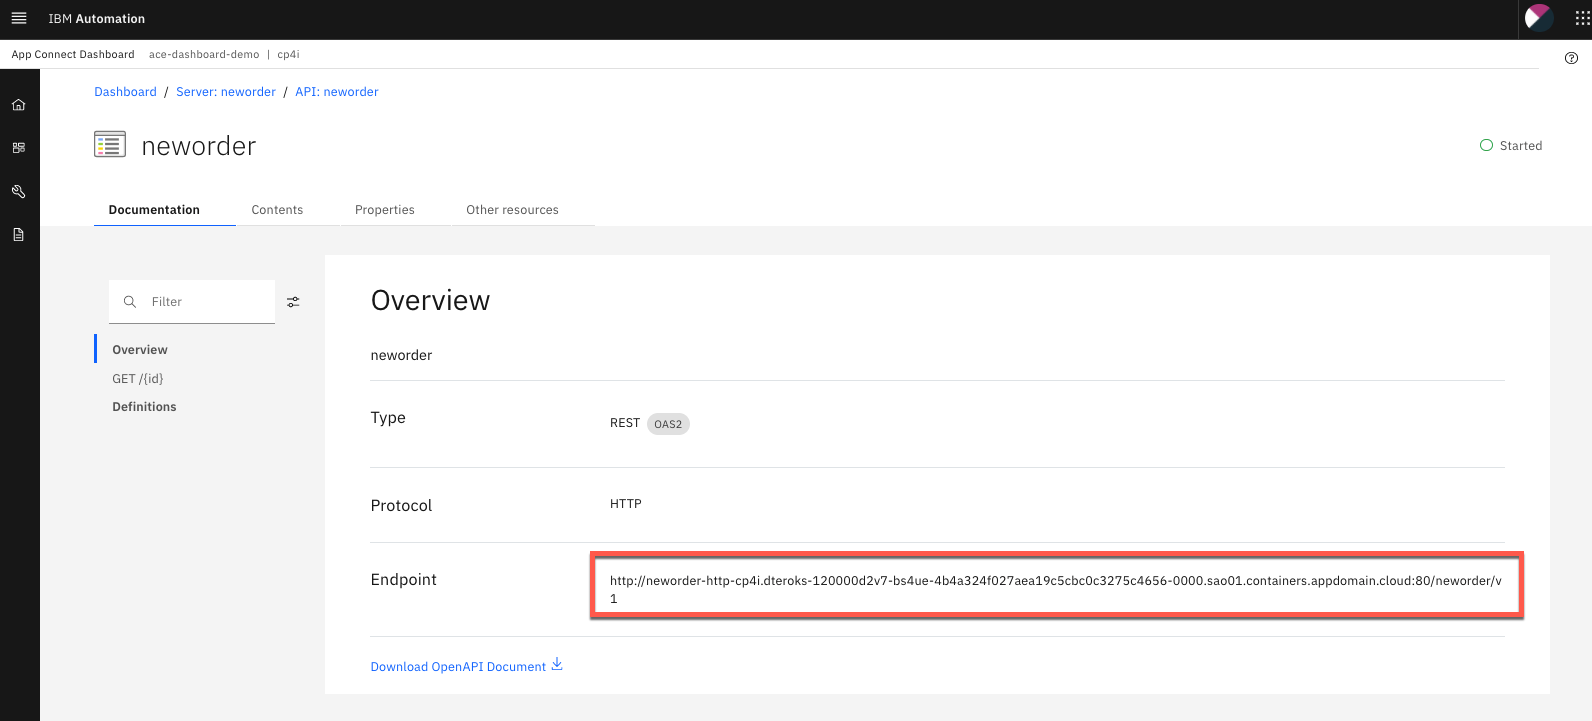 IBM Automation
App Connect Dashboard ace-dashboard-demo | cp4i
Dashboard / Server: neworder / API: neworder
neworder
Started
Documentation Contents Properties Other resources
Filter
Overview
GET /{id}
Definitions
Overview
neworder
Type REST OAS2
Protocol HTTP
Endpoint http://neworder-http-cp4i.dteroks-120000d2v7-bs4ue-4b4a324f027aea19c5cbc0c3275c4656-0000.sao01.containers.appdomain.cloud:80/neworder/v
1
Download OpenAPI Document